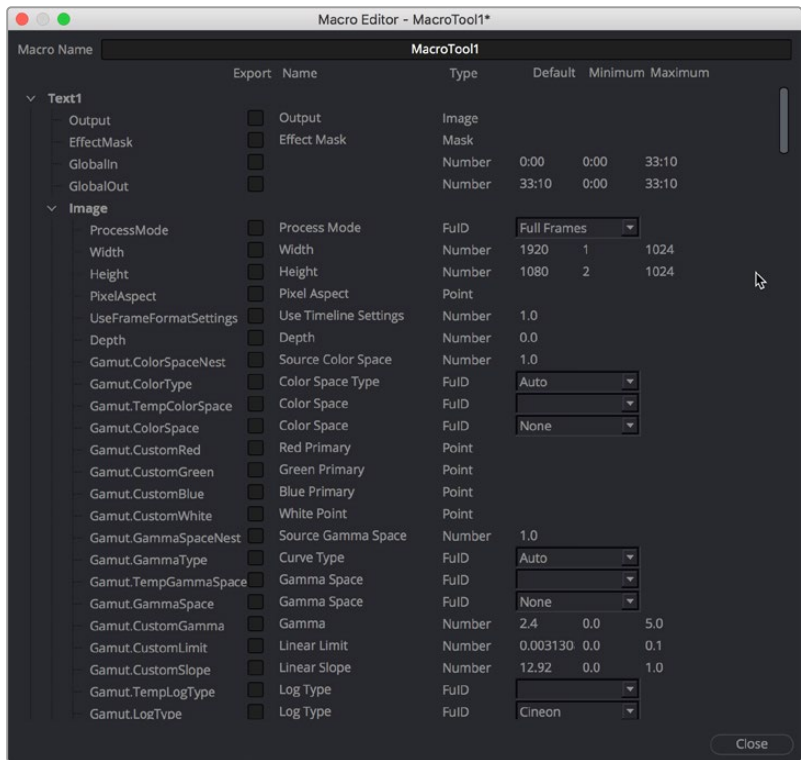 Macro Editor - MacroTool1*
Macro Name MacroTool1
Export Name Type Default Minimum Maximum
Text1
Output Output Image
EffectMask Effect Mask Mask
GlobalIn Number 0:00 0:00 33:10
GlobalOut Number 33:10 0:00 33:10
Image
ProcessMode Process Mode FuID Full Frames
Width Width Number 1920 1 1024
Height Height Number 1080 2 1024
PixelAspect Pixel Aspect Point
UseFrameFormatSettings Use Timeline Settings Number 1.0
Depth Depth Number 0.0
Gamut.ColorSpaceNest Source Color Space Number 1.0
Gamut.ColorType Color Space Type FuID Auto
Gamut.TempColorSpace Color Space FuID
Gamut.ColorSpace Color Space FuID None
Gamut.CustomRed Red Primary Point
Gamut.CustomGreen Green Primary Point
Gamut.CustomBlue Blue Primary Point
Gamut.CustomWhite White Point Point
Gamut.GammaSpaceNest Source Gamma Space Number 1.0
Gamut.GammaType Curve Type FuID Auto
Gamut.TempGammaSpace Gamma Space FuID
Gamut.GammaSpace Gamma Space FuID None
Gamut.CustomGamma Gamma Number 2.4 0.0 5.0
Gamut.CustomLimit Linear Limit Number 0.003130 0.0 0.1
Gamut.CustomSlope Linear Slope Number 12.92 0.0 1.0
Gamut.TempLogType Log Type FuID
Gamut.LogType Log Type FuID Cineon
Close